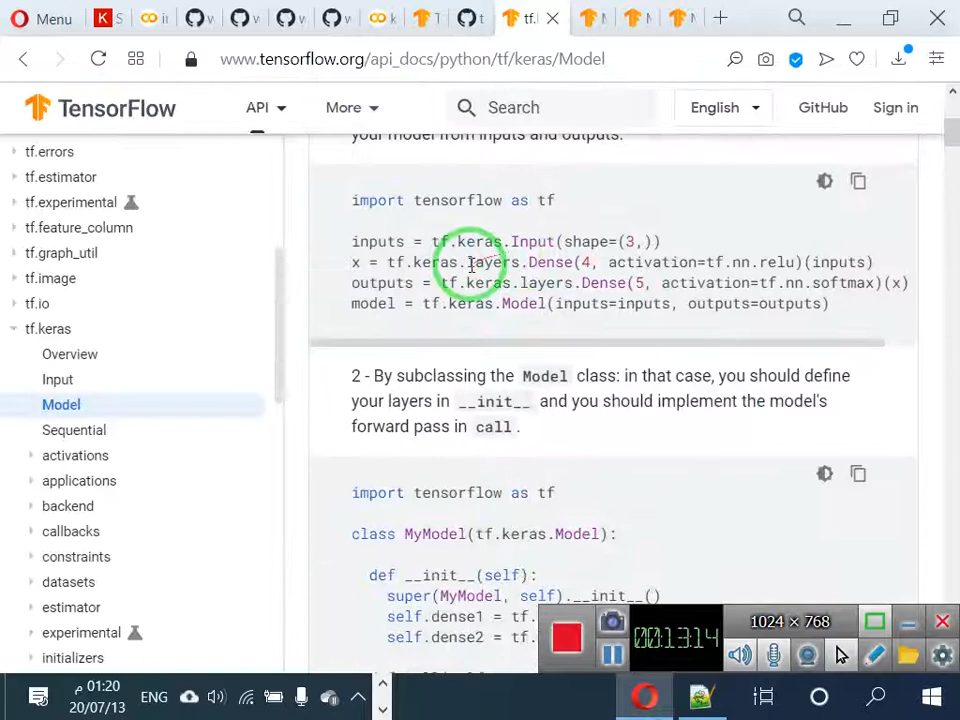 Menu
S
in
w
w
w
k
T
t
tf.l
N
N
N
www.tensorflow.org/api_docs/python/tf/keras/Model
TensorFlow
API
More
Search
English
GitHub
Sign in
tf.errors
tf.estimator
tf.experimental
tf.feature_column
tf.graph_util
tf.image
tf.io
tf.keras
Overview
Input
Model
Sequential
activations
applications
backend
callbacks
constraints
datasets
estimator
experimental
initializers
your model from inputs and outputs:
import tensorflow as tf
inputs = tf.keras.Input(shape=(3,))
x = tf.keras.layers.Dense(4, activation=tf.nn.relu)(inputs)
outputs = tf.keras.layers.Dense(5, activation=tf.nn.softmax)(x)
model = tf.keras.Model(inputs=inputs, outputs=outputs)
2 - By subclassing the Model class: in that case, you should define
your layers in __init__ and you should implement the model's
forward pass in call.
import tensorflow as tf
class MyModel(tf.keras.Model):
def __init__(self):
super(MyModel, self).__init__()
self.dense1 = tf.
self.dense2 = tf.
00:13:14
1024 × 768
01:20 م
20/07/13
ENG